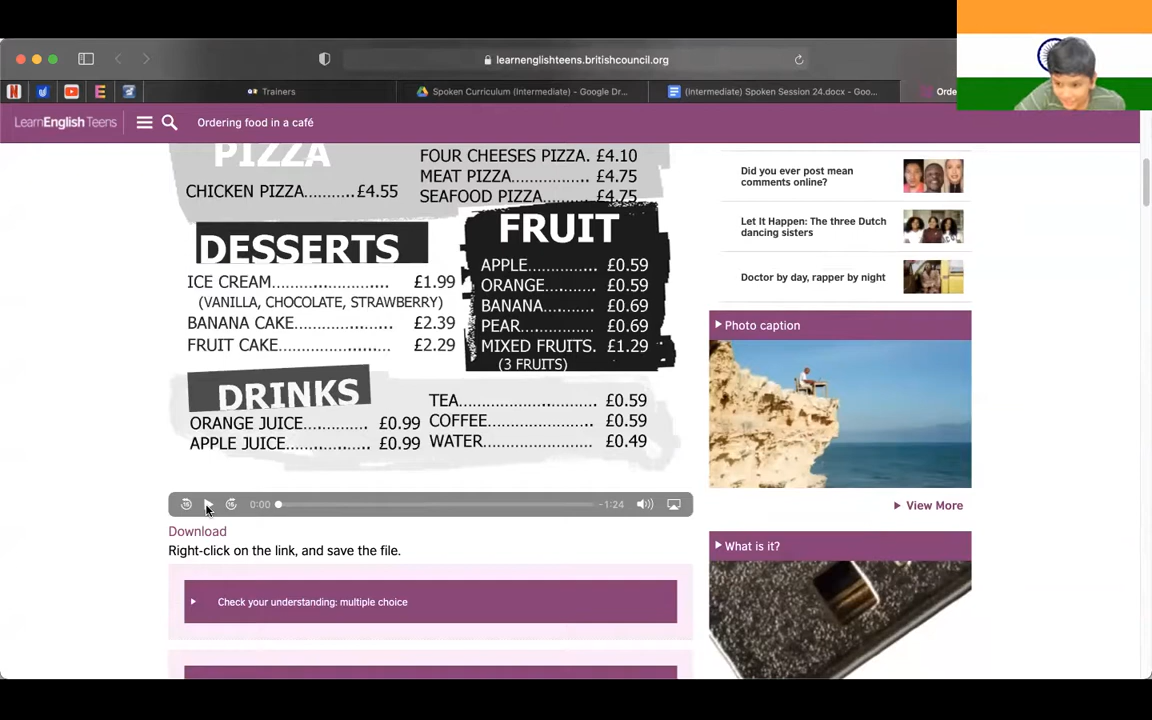 learnenglishteens.britishcouncil.org
Trainers
Spoken Curriculum (Intermediate) - Google Dr...
(Intermediate) Spoken Session 24.docx - Goo...
Orde
LearnEnglish Teens
Ordering food in a café
PIZZA
CHICKEN PIZZA..........£4.55
FOUR CHEESES PIZZA. £4.10
MEAT PIZZA................. £4.75
SEAFOOD PIZZA......... £4.75
DESSERTS
ICE CREAM........................ £1.99
(VANILLA, CHOCOLATE, STRAWBERRY)
BANANA CAKE................... £2.39
FRUIT CAKE....................... £2.29
FRUIT
APPLE.............. £0.59
ORANGE.......... £0.59
BANANA........... £0.69
PEAR................ £0.69
MIXED FRUITS. £1.29
(3 FRUITS)
DRINKS
ORANGE JUICE............. £0.99
APPLE JUICE................ £0.99
TEA............................ £0.59
COFFEE...................... £0.59
WATER....................... £0.49
0:00
-1:24
Download
Right-click on the link, and save the file.
Check your understanding: multiple choice
Did you ever post mean
comments online?
Let It Happen: The three Dutch
dancing sisters
Doctor by day, rapper by night
Photo caption
View More
What is it?